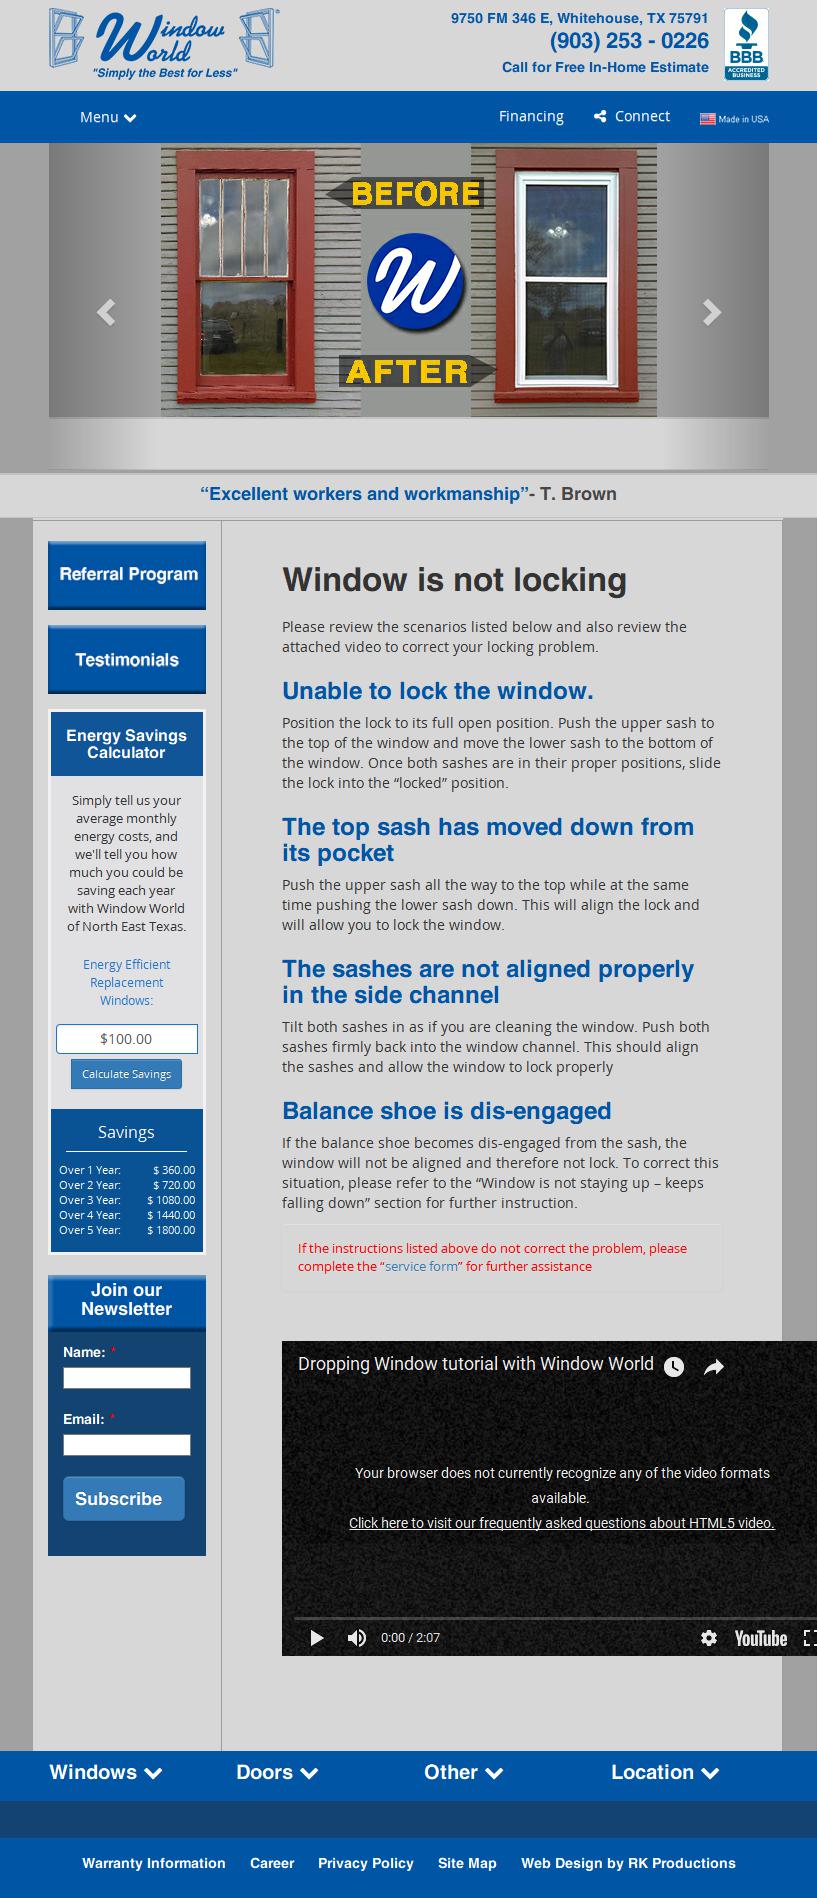 Window World
"Simply the Best for Less"
9750 FM 346 E, Whitehouse, TX 75791
(903) 253 - 0226
Call for Free In-Home Estimate
BBB
ACCREDITED
BUSINESS
Menu
Financing
Connect
Made in USA
BEFORE
W
AFTER
“Excellent workers and workmanship”- T. Brown
Referral Program
Testimonials
Energy Savings
Calculator
Simply tell us your
average monthly
energy costs, and
we'll tell you how
much you could be
saving each year
with Window World
of North East Texas.
Energy Efficient
Replacement
Windows:
$100.00
Calculate Savings
Savings
Over 1 Year: $ 360.00
Over 2 Year: $ 720.00
Over 3 Year: $ 1080.00
Over 4 Year: $ 1440.00
Over 5 Year: $ 1800.00
Join our
Newsletter
Name: *
Email: *
Subscribe
Window is not locking
Please review the scenarios listed below and also review the
attached video to correct your locking problem.
Unable to lock the window.
Position the lock to its full open position. Push the upper sash to
the top of the window and move the lower sash to the bottom of
the window. Once both sashes are in their proper positions, slide
the lock into the “locked” position.
The top sash has moved down from
its pocket
Push the upper sash all the way to the top while at the same
time pushing the lower sash down. This will align the lock and
will allow you to lock the window.
The sashes are not aligned properly
in the side channel
Tilt both sashes in as if you are cleaning the window. Push both
sashes firmly back into the window channel. This should align
the sashes and allow the window to lock properly
Balance shoe is dis-engaged
If the balance shoe becomes dis-engaged from the sash, the
window will not be aligned and therefore not lock. To correct this
situation, please refer to the “Window is not staying up – keeps
falling down” section for further instruction.
If the instructions listed above do not correct the problem, please
complete the “service form” for further assistance
Dropping Window tutorial with Window World
Your browser does not currently recognize any of the video formats
available.
Click here to visit our frequently asked questions about HTML5 video.
0:00 / 2:07
YouTube
Windows
Doors
Other
Location
Warranty Information
Career
Privacy Policy
Site Map
Web Design by RK Productions